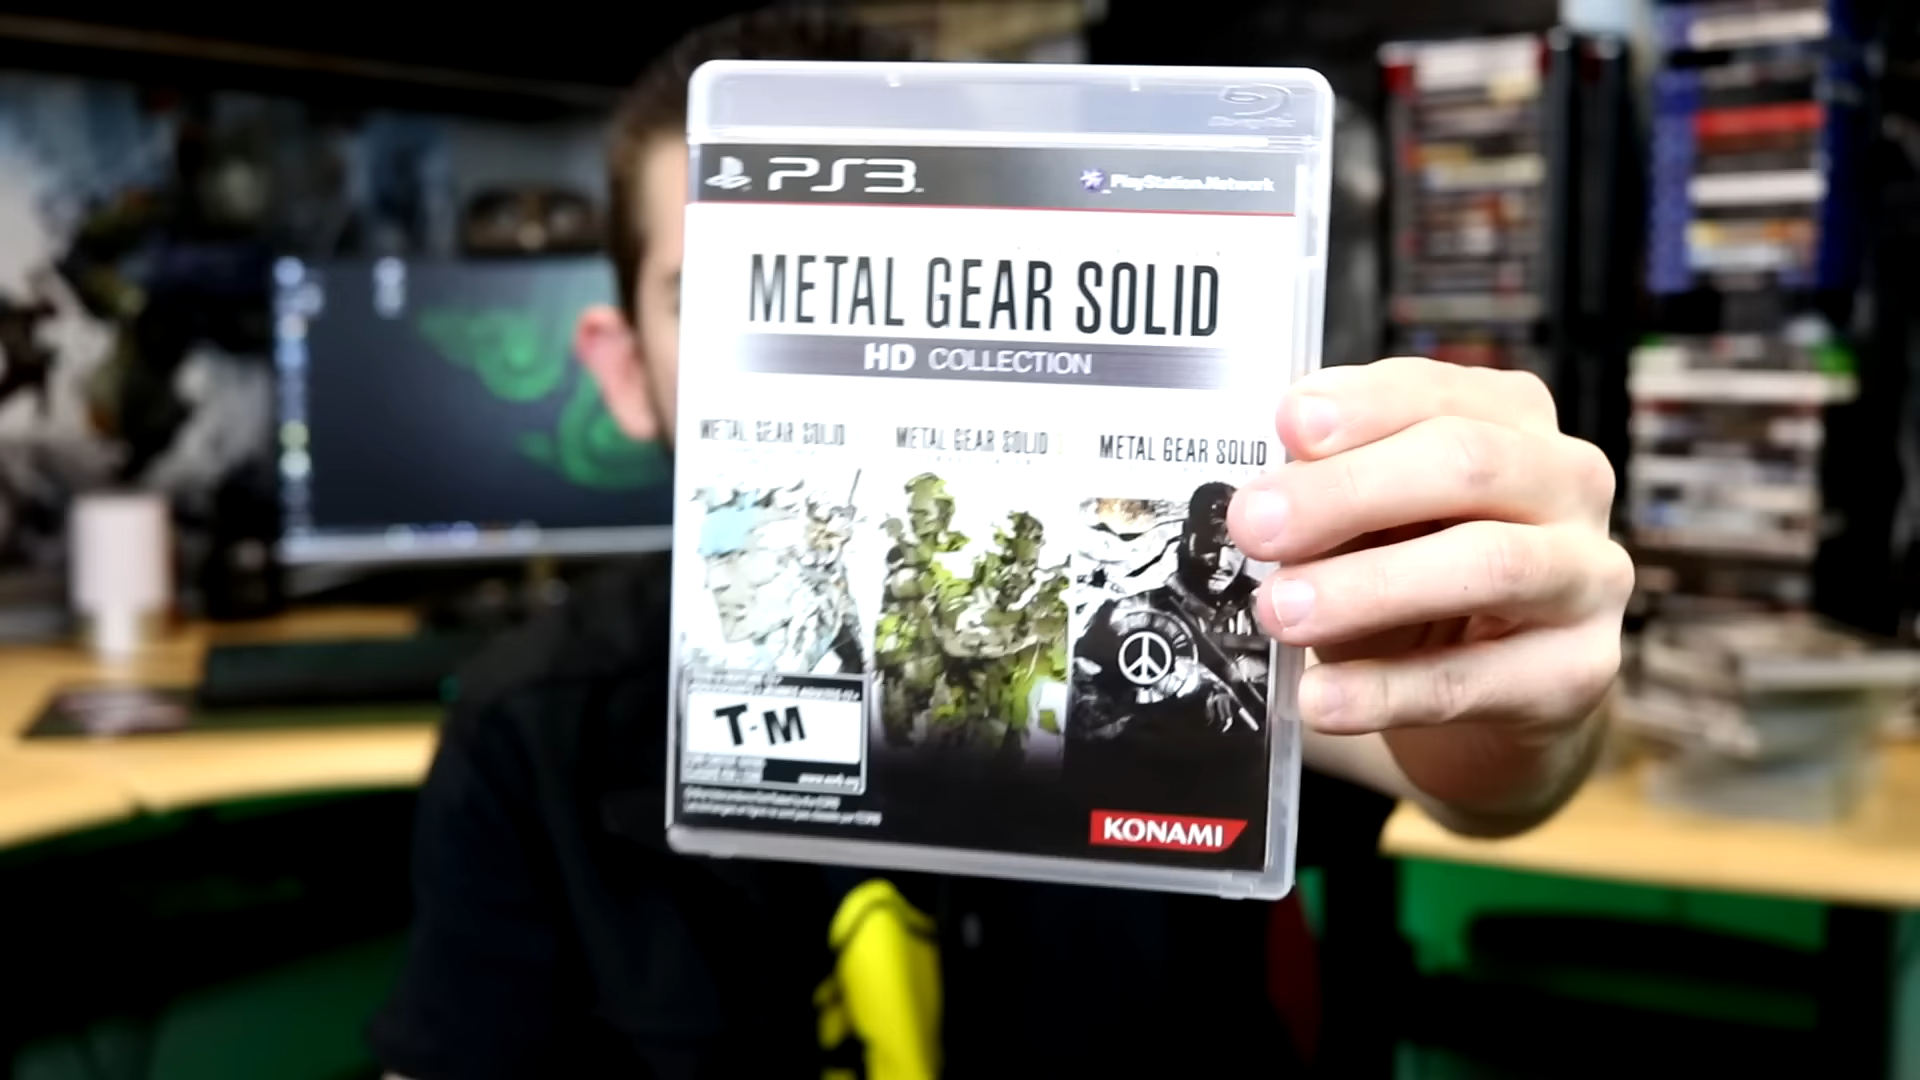 PS3
PlayStation Network
METAL GEAR SOLID
HD COLLECTION
METAL GEAR SOLID
METAL GEAR SOLID
METAL GEAR SOLID
T-M
KONAMI